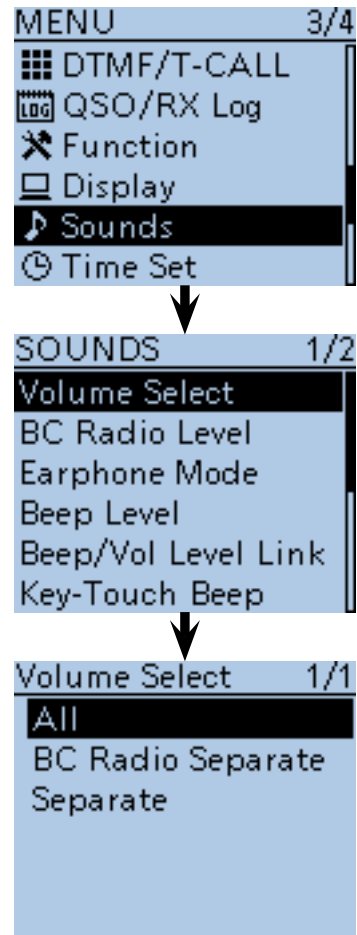 MENU 3/4
DTMF/T-CALL
LOG QSO/RX Log
Function
Display
Sounds
Time Set
SOUNDS 1/2
Volume Select
BC Radio Level
Earphone Mode
Beep Level
Beep/Vol Level Link
Key-Touch Beep
Volume Select 1/1
All
BC Radio Separate
Separate